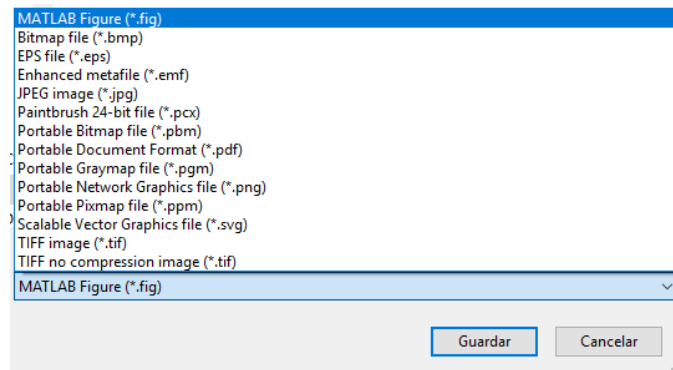 MATLAB Figure (*.fig)
Bitmap file (*.bmp)
EPS file (*.eps)
Enhanced metafile (*.emf)
JPEG image (*.jpg)
Paintbrush 24-bit file (*.pcx)
Portable Bitmap file (*.pbm)
Portable Document Format (*.pdf)
Portable Graymap file (*.pgm)
Portable Network Graphics file (*.png)
Portable Pixmap file (*.ppm)
Scalable Vector Graphics file (*.svg)
TIFF image (*.tif)
TIFF no compression image (*.tif)
MATLAB Figure (*.fig)
Guardar Cancelar